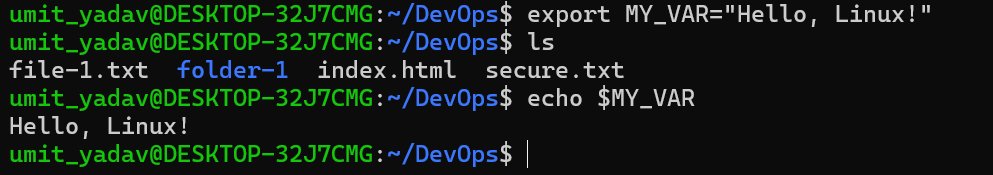 umit_yadav@DESKTOP-32J7CMG:~/DevOps$ export MY_VAR="Hello, Linux!"
umit_yadav@DESKTOP-32J7CMG:~/DevOps$ ls
file-1.txt  folder-1  index.html  secure.txt
umit_yadav@DESKTOP-32J7CMG:~/DevOps$ echo $MY_VAR
Hello, Linux!
umit_yadav@DESKTOP-32J7CMG:~/DevOps$